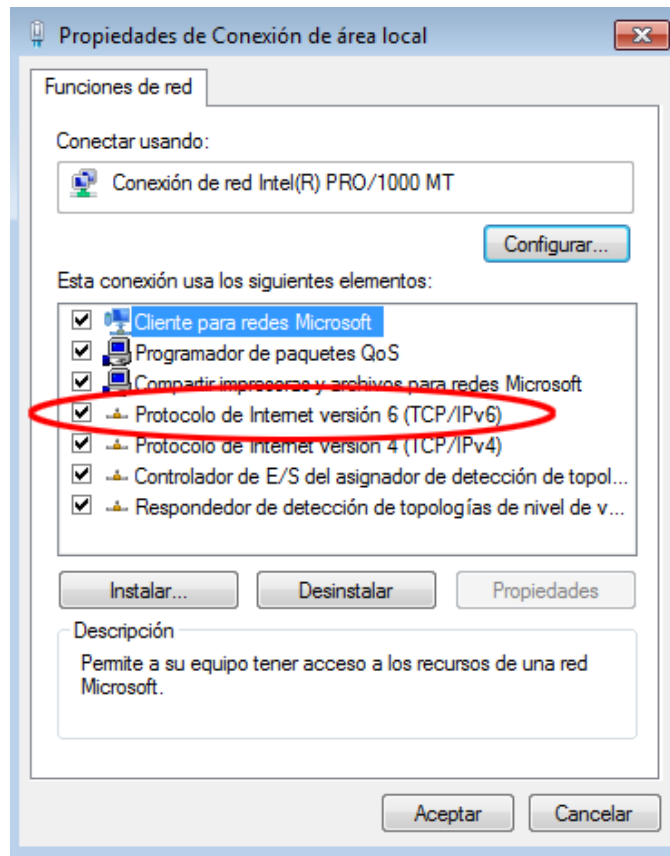 Propiedades de Conexión de área local
Funciones de red
Conectar usando:
Conexión de red Intel(R) PRO/1000 MT
Configurar...
Esta conexión usa los siguientes elementos:
Cliente para redes Microsoft
Programador de paquetes QoS
Compartir impresoras y archivos para redes Microsoft
Protocolo de Internet versión 6 (TCP/IPv6)
Protocolo de Internet versión 4 (TCP/IPv4)
Controlador de E/S del asignador de detección de topol...
Respondedor de detección de topologías de nivel de v...
Instalar... Desinstalar Propiedades
Descripción
Permite a su equipo tener acceso a los recursos de una red
Microsoft.
Aceptar Cancelar